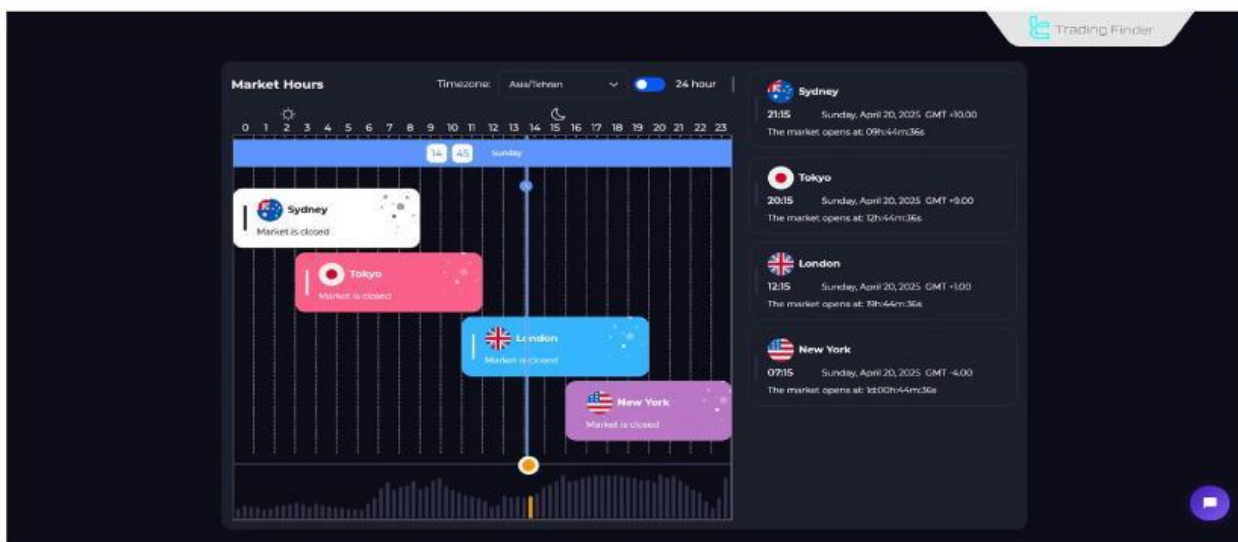 Trading Finder
Market Hours
Timezone: Asia/Tehran
24 hour
0 1 2 3 4 5 6 7 8 9 10 11 12 13 14 15 16 17 18 19 20 21 22 23
14 45 Sunday
Sydney
Market is closed
Tokyo
Market is closed
London
Market is closed
New York
Market is closed
Sydney
21:15 Sunday, April 20, 2025 GMT +10.00
The market opens at: 09h:44m:36s
Tokyo
20:15 Sunday, April 20, 2025 GMT +9.00
The market opens at: 12h:44m:36s
London
12:15 Sunday, April 20, 2025 GMT +1.00
The market opens at: 19h:44m:36s
New York
07:15 Sunday, April 20, 2025 GMT -4.00
The market opens at: 1d:00h:44m:36s